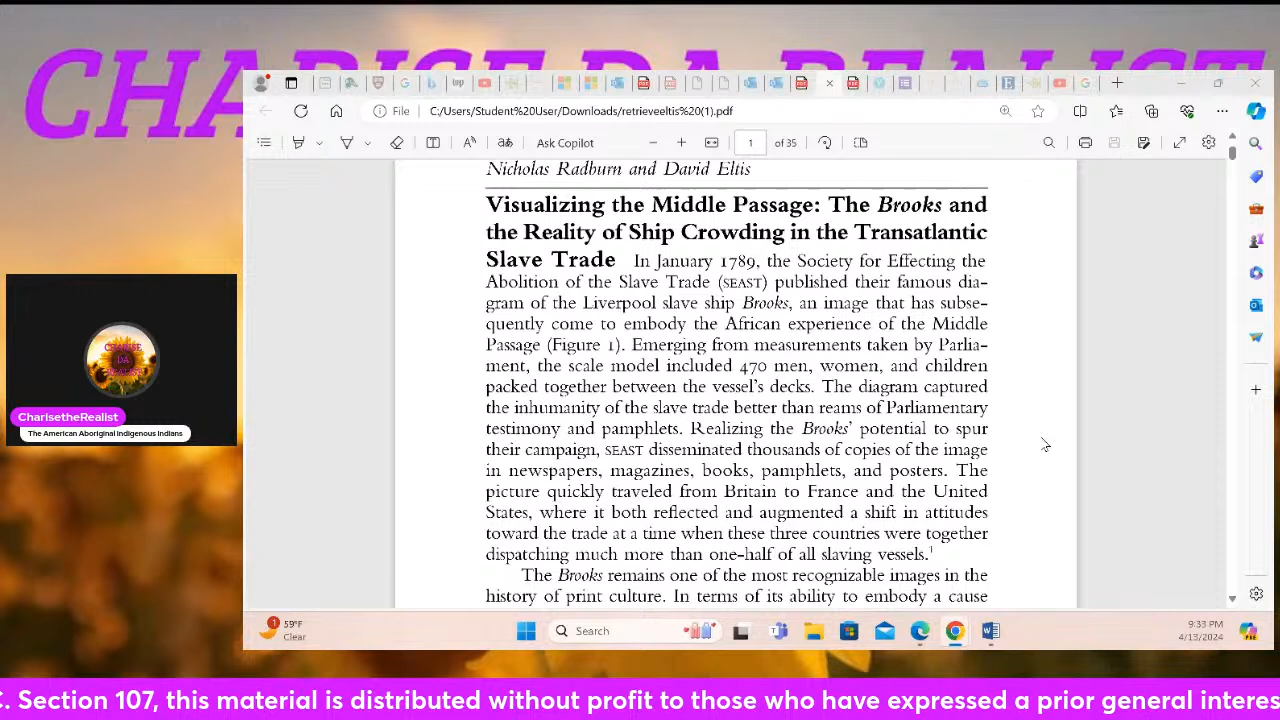 CHARISE DA REALIST
File
C:/Users/Student%20User/Downloads/retrieveeltis%20(1).pdf
Ask Copilot
1
of 35
Nicholas Radburn and David Eltis
Visualizing the Middle Passage: The Brooks and
the Reality of Ship Crowding in the Transatlantic
Slave Trade In January 1789, the Society for Effecting the
Abolition of the Slave Trade (SEAST) published their famous dia-
gram of the Liverpool slave ship Brooks, an image that has subse-
quently come to embody the African experience of the Middle
Passage (Figure 1). Emerging from measurements taken by Parlia-
ment, the scale model included 470 men, women, and children
packed together between the vessel's decks. The diagram captured
the inhumanity of the slave trade better than reams of Parliamentary
testimony and pamphlets. Realizing the Brooks' potential to spur
their campaign, SEAST disseminated thousands of copies of the image
in newspapers, magazines, books, pamphlets, and posters. The
picture quickly traveled from Britain to France and the United
States, where it both reflected and augmented a shift in attitudes
toward the trade at a time when these three countries were together
dispatching much more than one-half of all slaving vessels.1
The Brooks remains one of the most recognizable images in the
history of print culture. In terms of its ability to embody a cause
CHARISE
DA
REALIST
CharisetheRealist
The American Aboriginal Indigenous Indians
1
59°F
Clear
Search
9:33 PM
4/13/2024
C. Section 107, this material is distributed without profit to those who have expressed a prior general interes